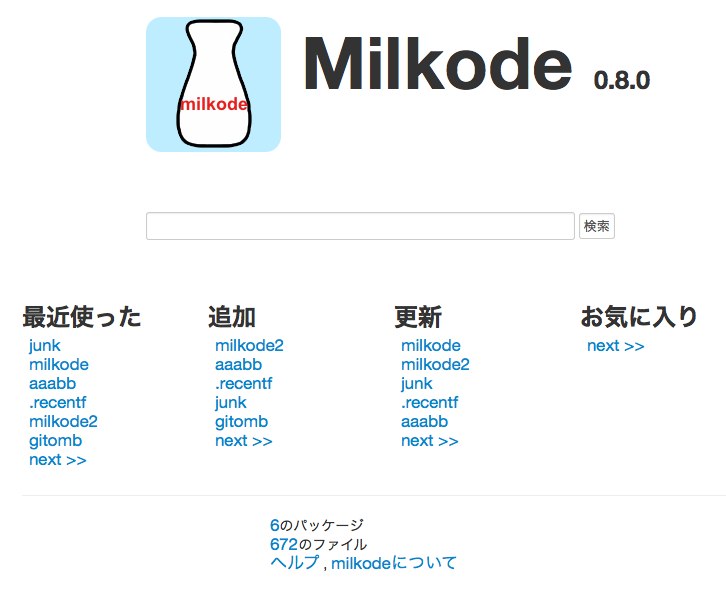 milkode
Milkode 0.8.0
検索
最近使った
junk
milkode
aaabb
.recentf
milkode2
gitomb
next >>
追加
milkode2
aaabb
.recentf
junk
gitomb
next >>
更新
milkode
milkode2
junk
.recentf
aaabb
next >>
お気に入り
next >>
6のパッケージ
672のファイル
ヘルプ , milkodeについて